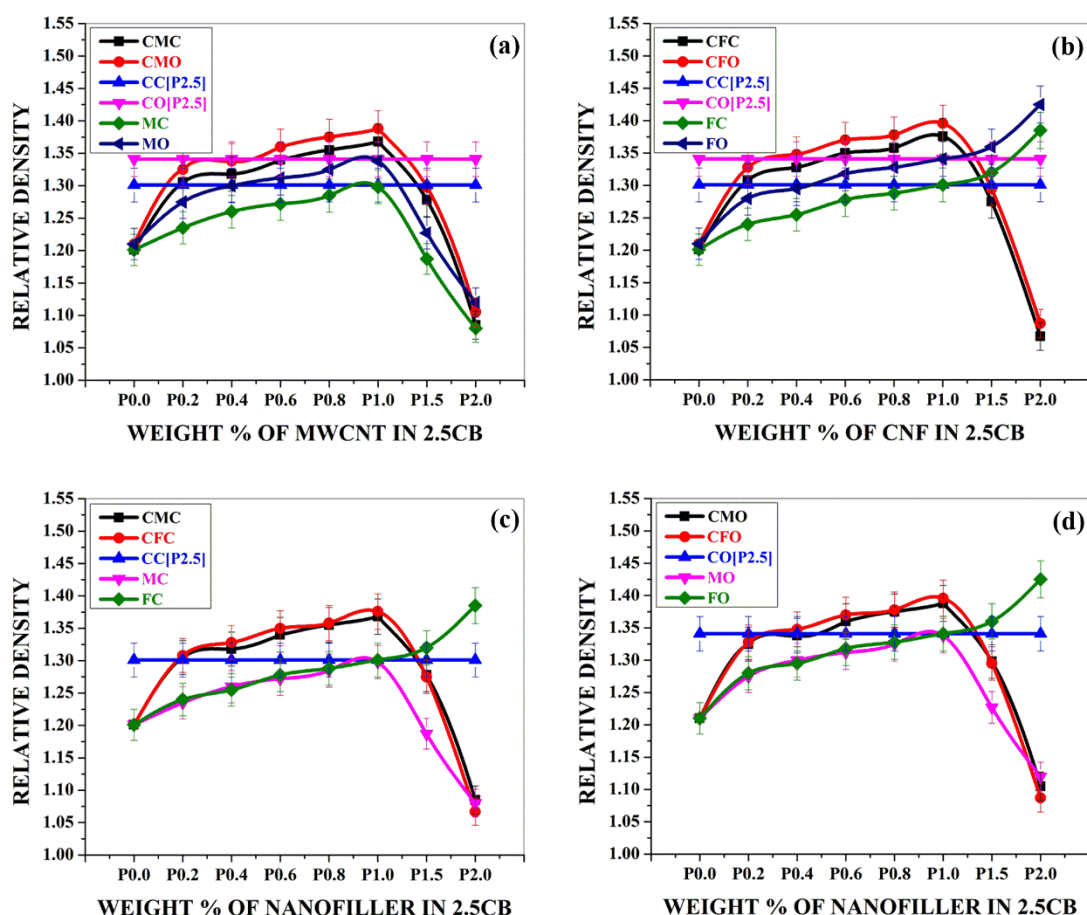 (a)
CMC
CMO
CC[P2.5]
CO[P2.5]
MC
MO
RELATIVE DENSITY
1.55
1.50
1.45
1.40
1.35
1.30
1.25
1.20
1.15
1.10
1.05
1.00
P0.0 P0.2 P0.4 P0.6 P0.8 P1.0 P1.5 P2.0
WEIGHT % OF MWCNT IN 2.5CB
(b)
CFC
CFO
CC[P2.5]
CO[P2.5]
FC
FO
RELATIVE DENSITY
1.55
1.50
1.45
1.40
1.35
1.30
1.25
1.20
1.15
1.10
1.05
1.00
P0.0 P0.2 P0.4 P0.6 P0.8 P1.0 P1.5 P2.0
WEIGHT % OF CNF IN 2.5CB
(c)
CMC
CFC
CC[P2.5]
MC
FC
RELATIVE DENSITY
1.55
1.50
1.45
1.40
1.35
1.30
1.25
1.20
1.15
1.10
1.05
1.00
P0.0 P0.2 P0.4 P0.6 P0.8 P1.0 P1.5 P2.0
WEIGHT % OF NANOFILLER IN 2.5CB
(d)
CMO
CFO
CO[P2.5]
MO
FO
RELATIVE DENSITY
1.55
1.50
1.45
1.40
1.35
1.30
1.25
1.20
1.15
1.10
1.05
1.00
P0.0 P0.2 P0.4 P0.6 P0.8 P1.0 P1.5 P2.0
WEIGHT % OF NANOFILLER IN 2.5CB